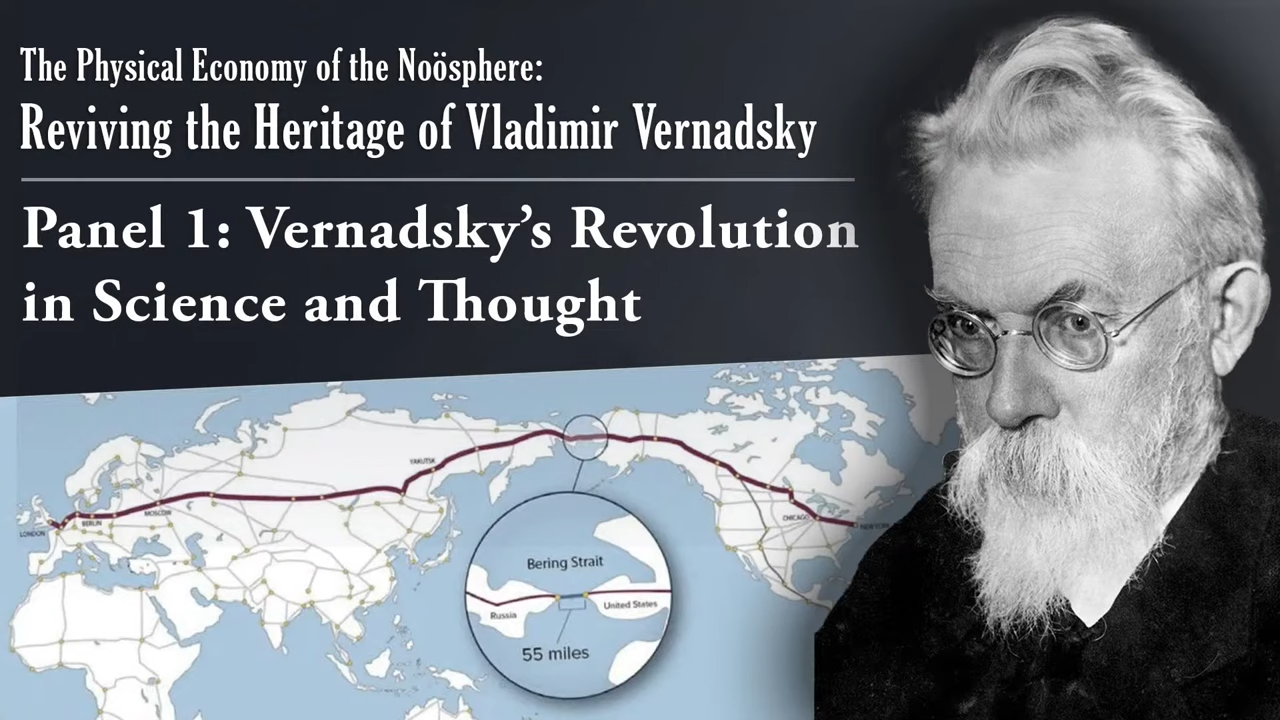 The Physical Economy of the Noösphere:
Reviving the Heritage of Vladimir Vernadsky
Panel 1: Vernadsky's Revolution
in Science and Thought
YAKUTSK
MOSCOW
BERLIN
LONDON
CHICAGO
NEW YORK
Bering Strait
Russia
United States
55 miles